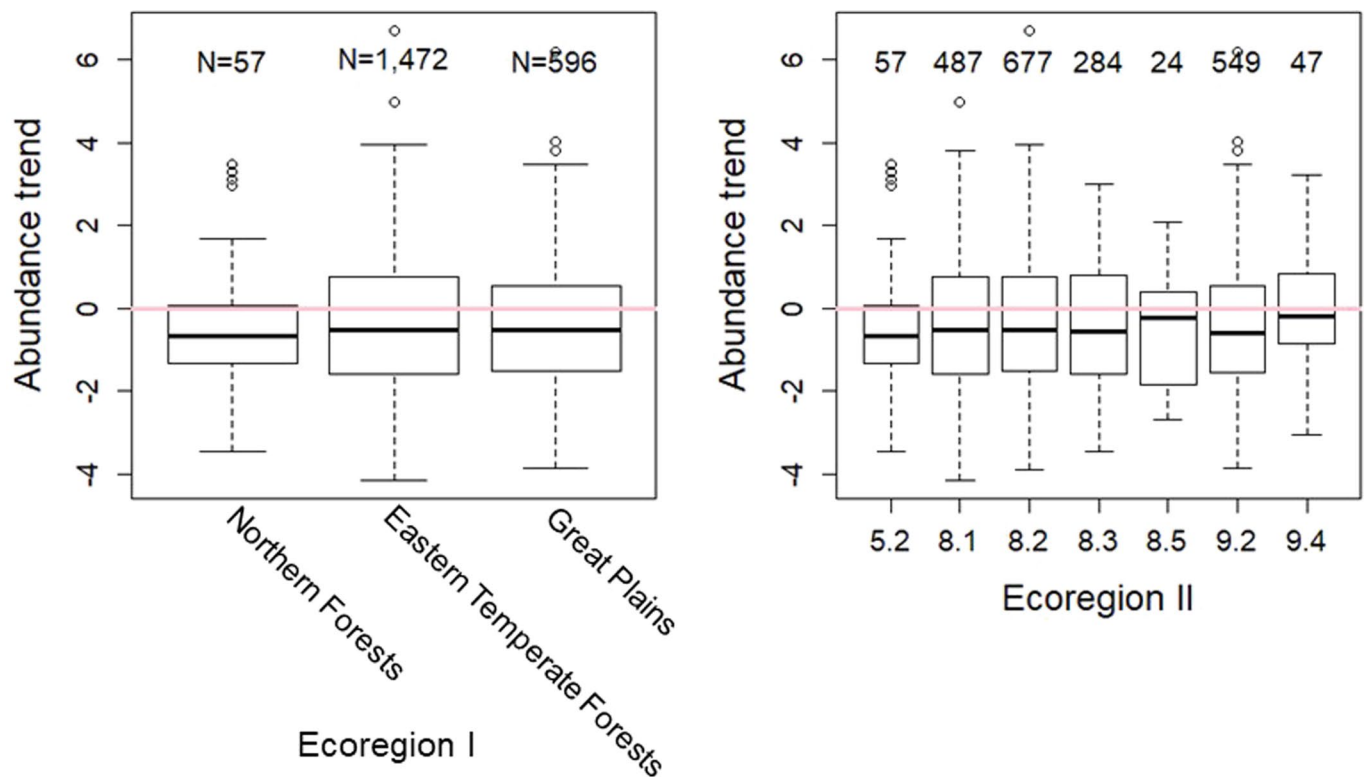 Abundance trend
6
4
2
0
-2
-4
N=57
N=1,472
N=596
Northern Forests
Eastern Temperate Forests
Great Plains
Ecoregion I
Abundance trend
6
4
2
0
-2
-4
57 487 677 284 24 549 47
5.2 8.1 8.2 8.3 8.5 9.2 9.4
Ecoregion II